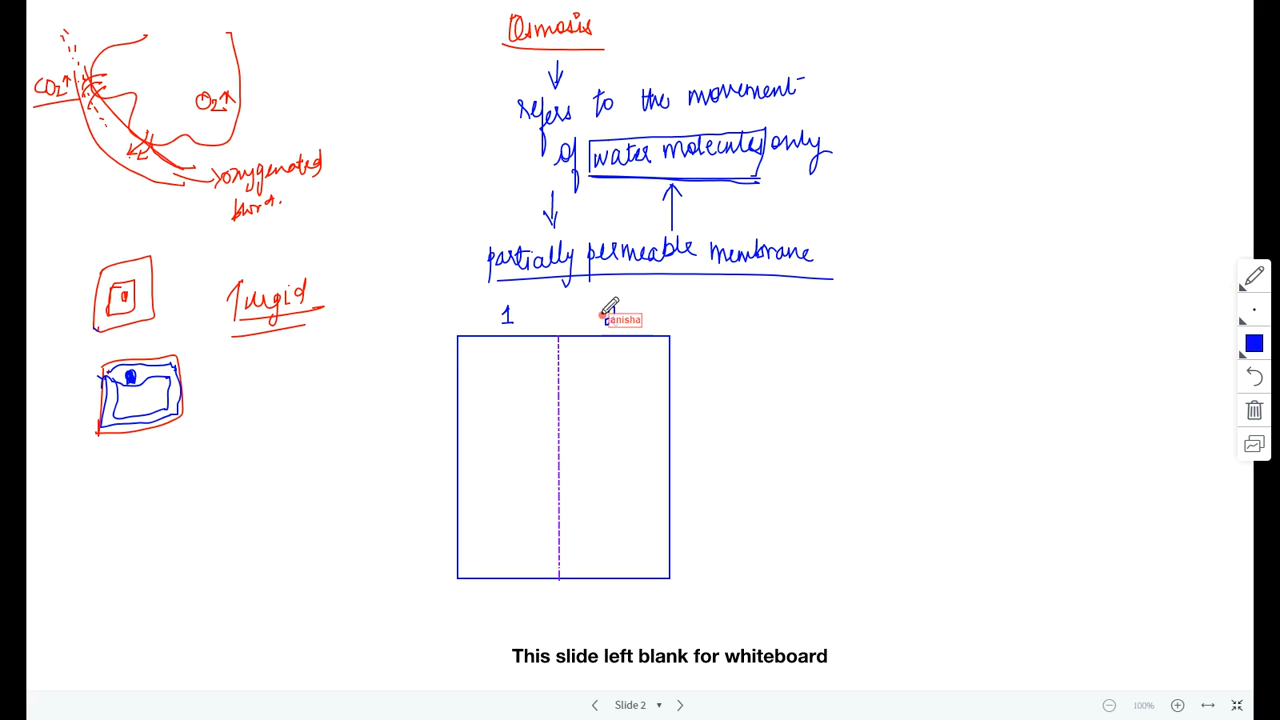 CO2↑
O2↑
oxygenated
Turgid
Osmosis
refers to the movement
of water molecules only
partially permeable membrane
1
anisha
This slide left blank for whiteboard
Slide 2
100%